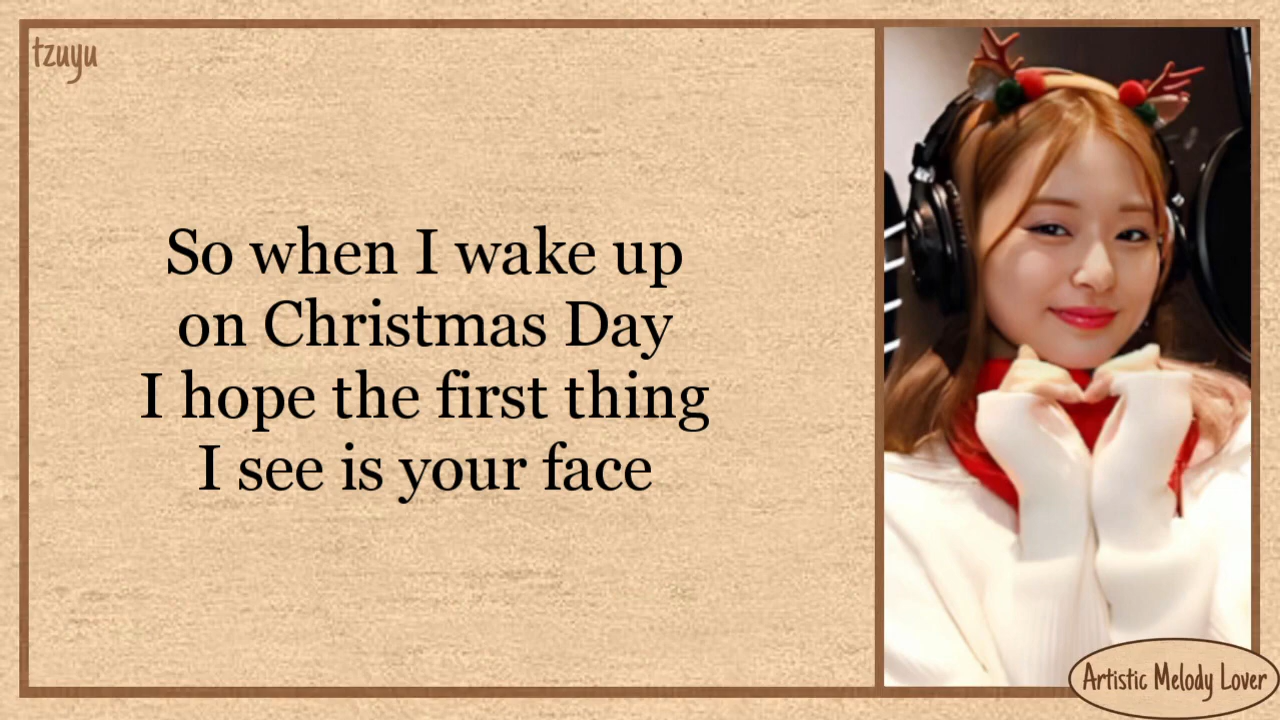 tzuyu
So when I wake up
on Christmas Day
I hope the first thing
I see is your face
Artistic Melody Lover